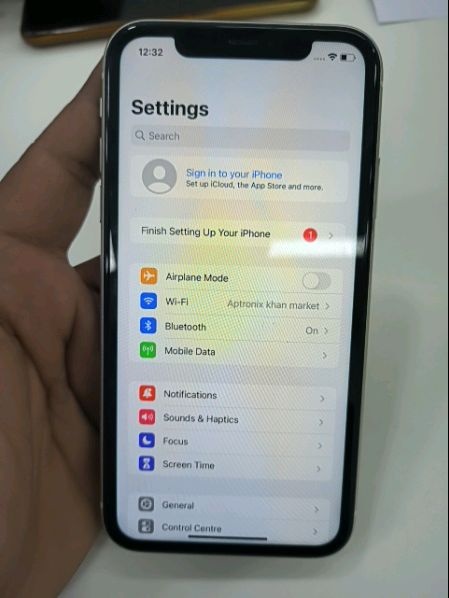 12:32
Settings
Search
Sign in to your iPhone
Set up iCloud, the App Store and more.
Finish Setting Up Your iPhone 1
Airplane Mode
Wi-Fi Aptronix khan market
Bluetooth On
Mobile Data
Notifications
Sounds & Haptics
Focus
Screen Time
General
Control Centre